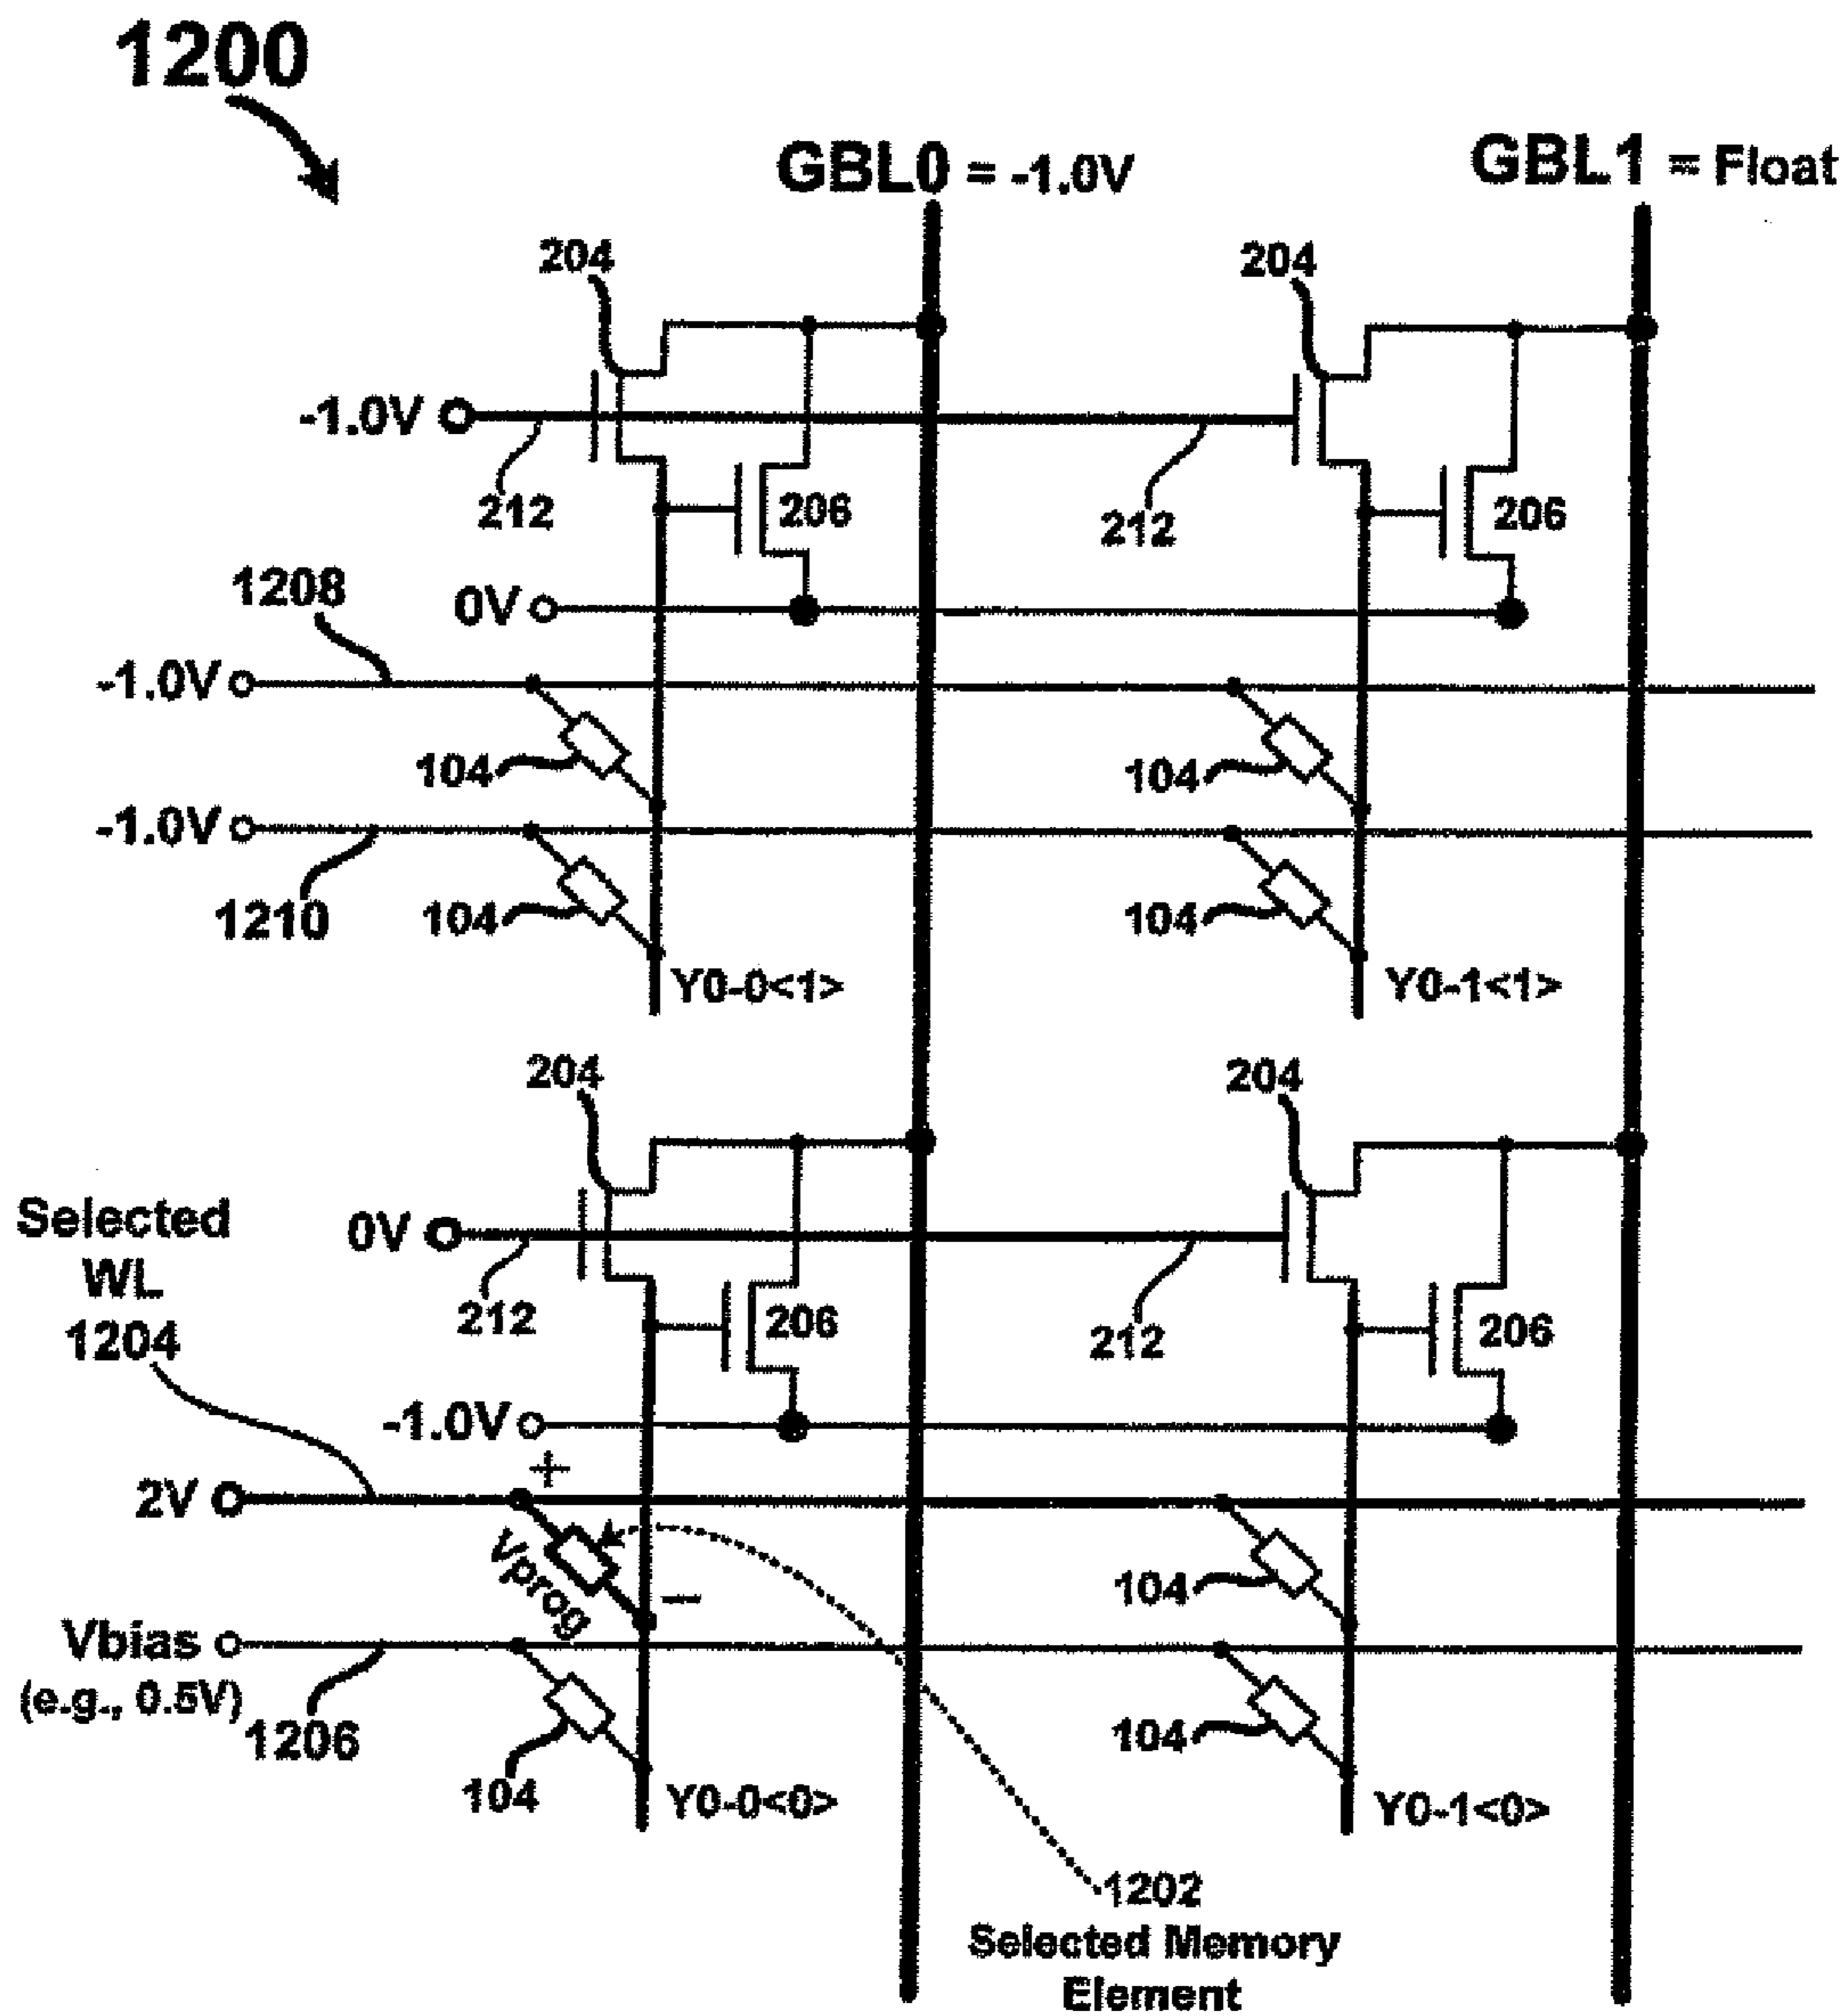 1200
GBL0 = -1.0V
GBL1 = Float
204
204
-1.0V
212
206
212
206
1208
0V
-1.0V
104
104
-1.0V
1210
104
104
Y0-0<1>
Y0-1<1>
204
204
Selected
WL
1204
0V
212
206
212
206
-1.0V
+
2V
Vprog
−
104
Vbias
(e.g., 0.5V)
1206
104
104
Y0-0<0>
Y0-1<0>
1202
Selected Memory
Element